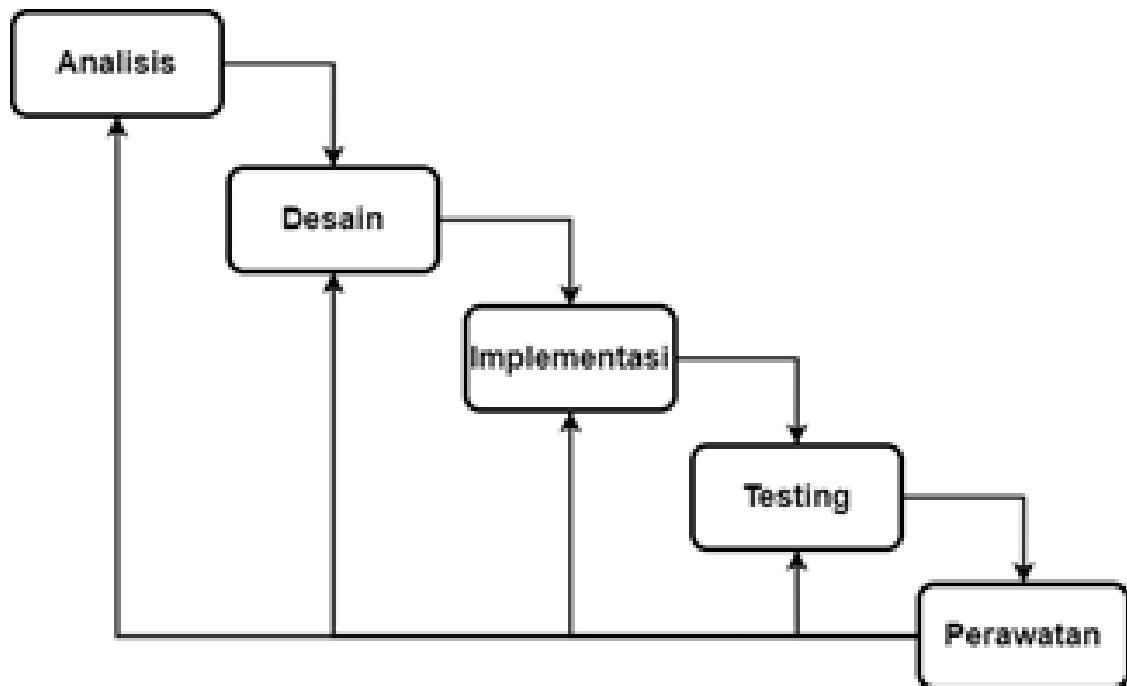 Analisis
Desain
Implementasi
Testing
Perawatan